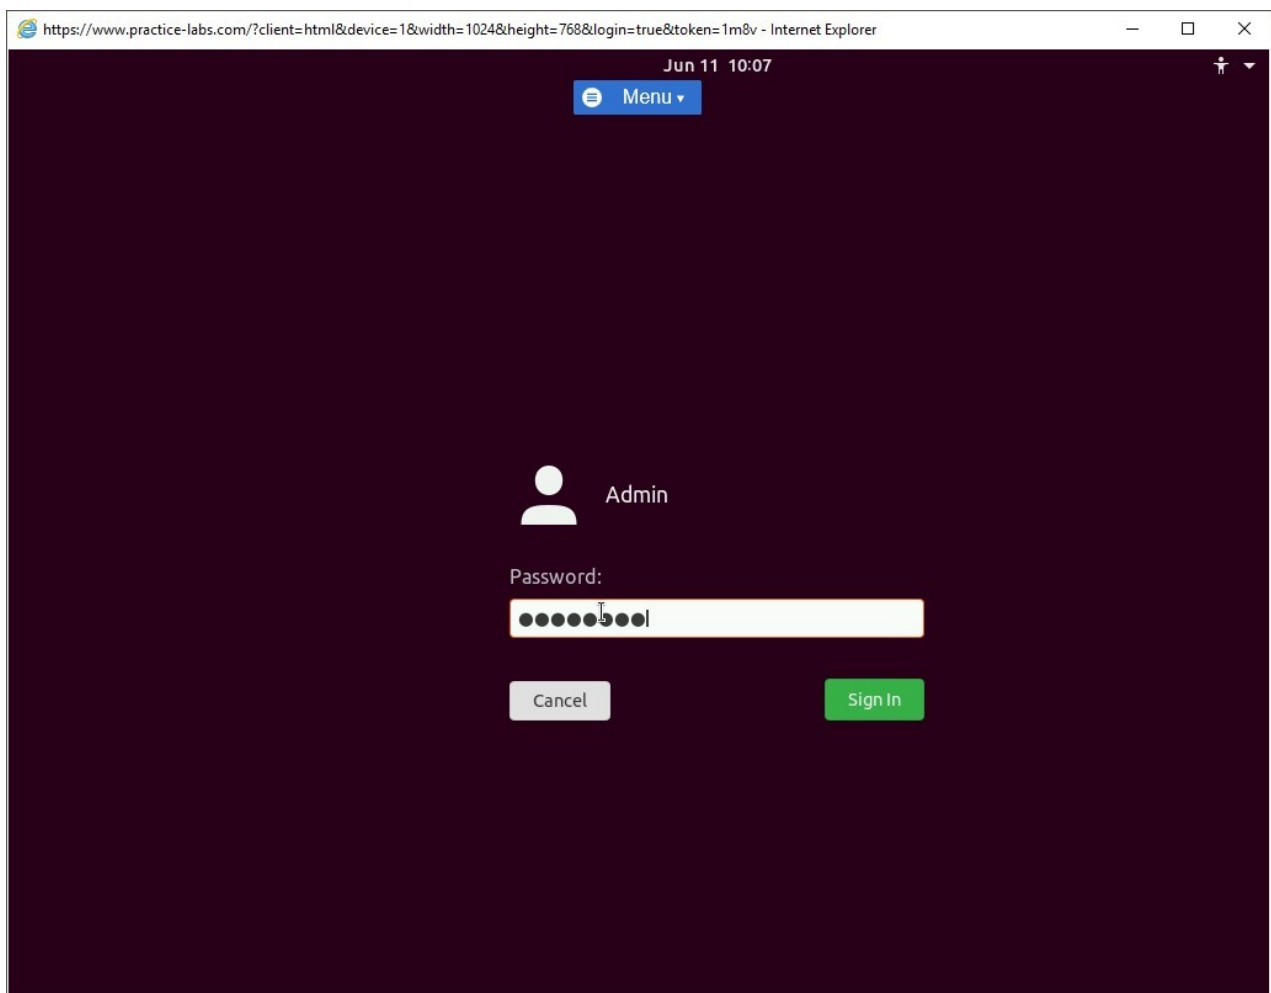 https://www.practice-labs.com/?client=html&device=1&width=1024&height=768&login=true&token=1m8v - Internet Explorer
Jun 11 10:07
Menu
Admin
Password:
Cancel Sign In